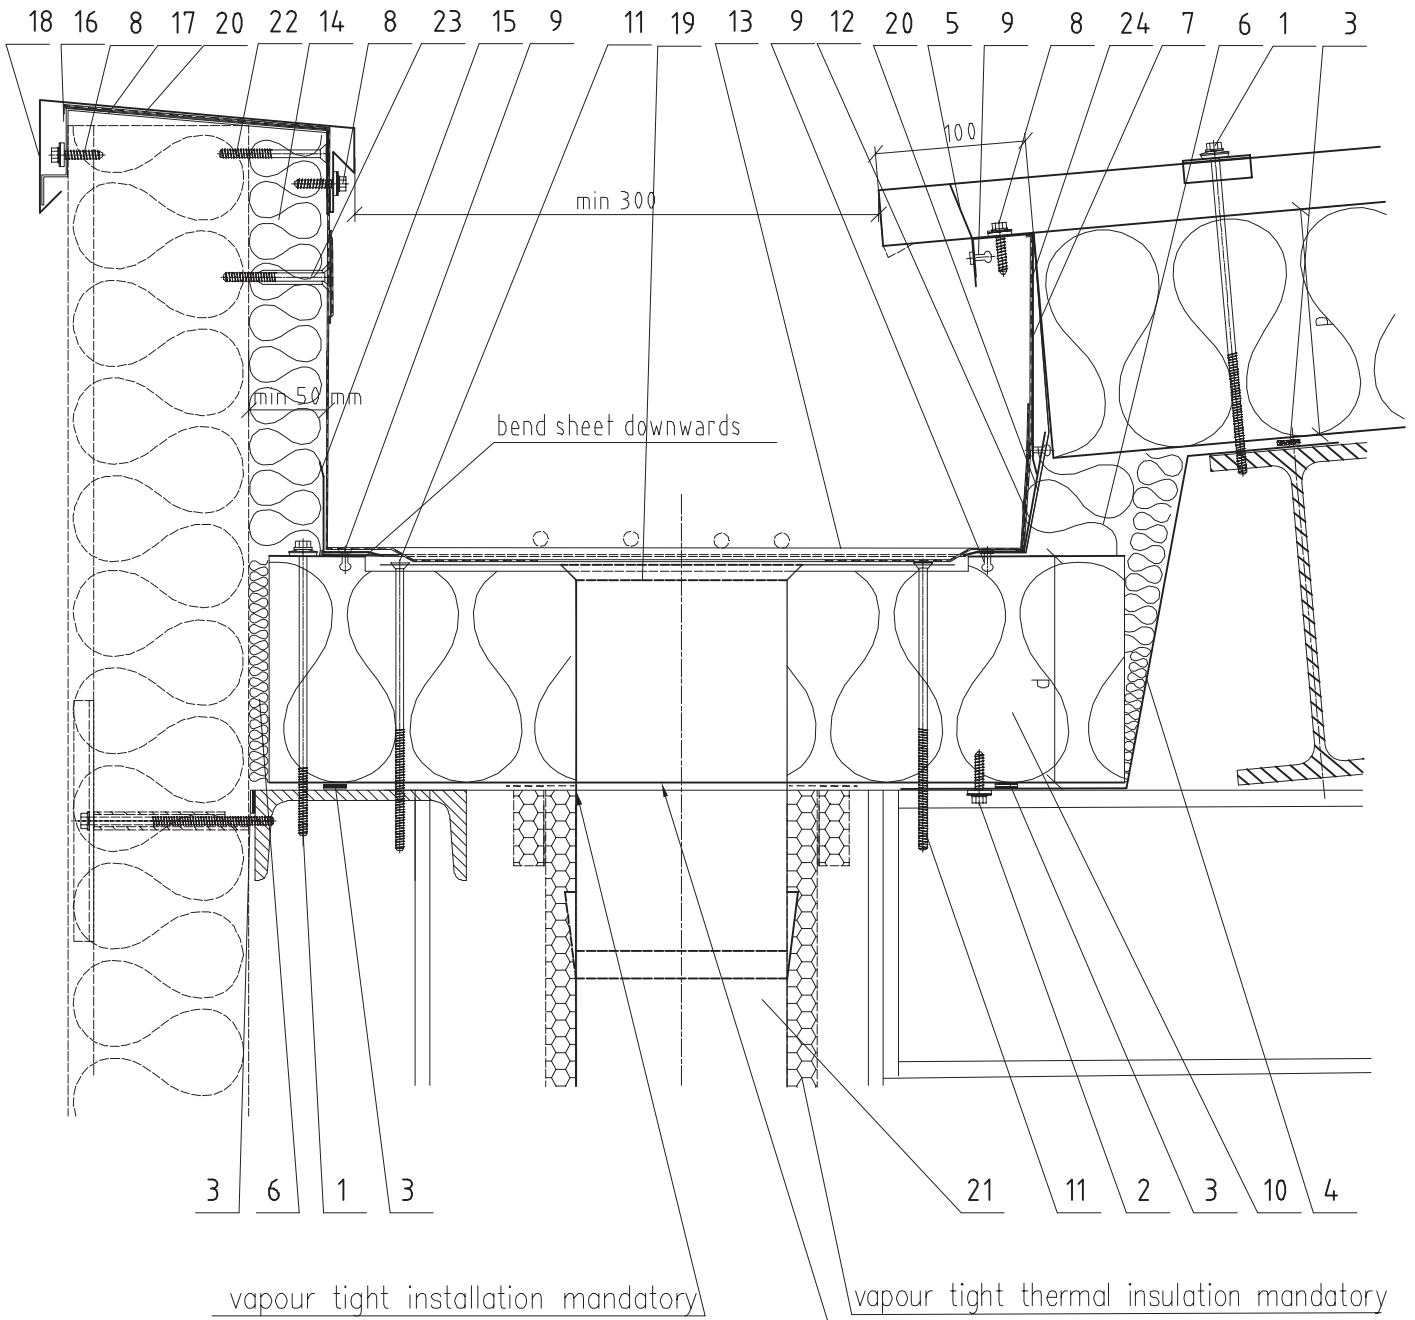 18 16 8 17 20 22 14 8 23 15 9 11 19 13 9 12 20 5 9 8 24 7 6 1 3
100
min 300
d
min 50 mm
bend sheet downwards
d
3 6 1 3 21 11 2 3 10 4
vapour tight installation mandatory
vapour tight thermal insulation mandatory